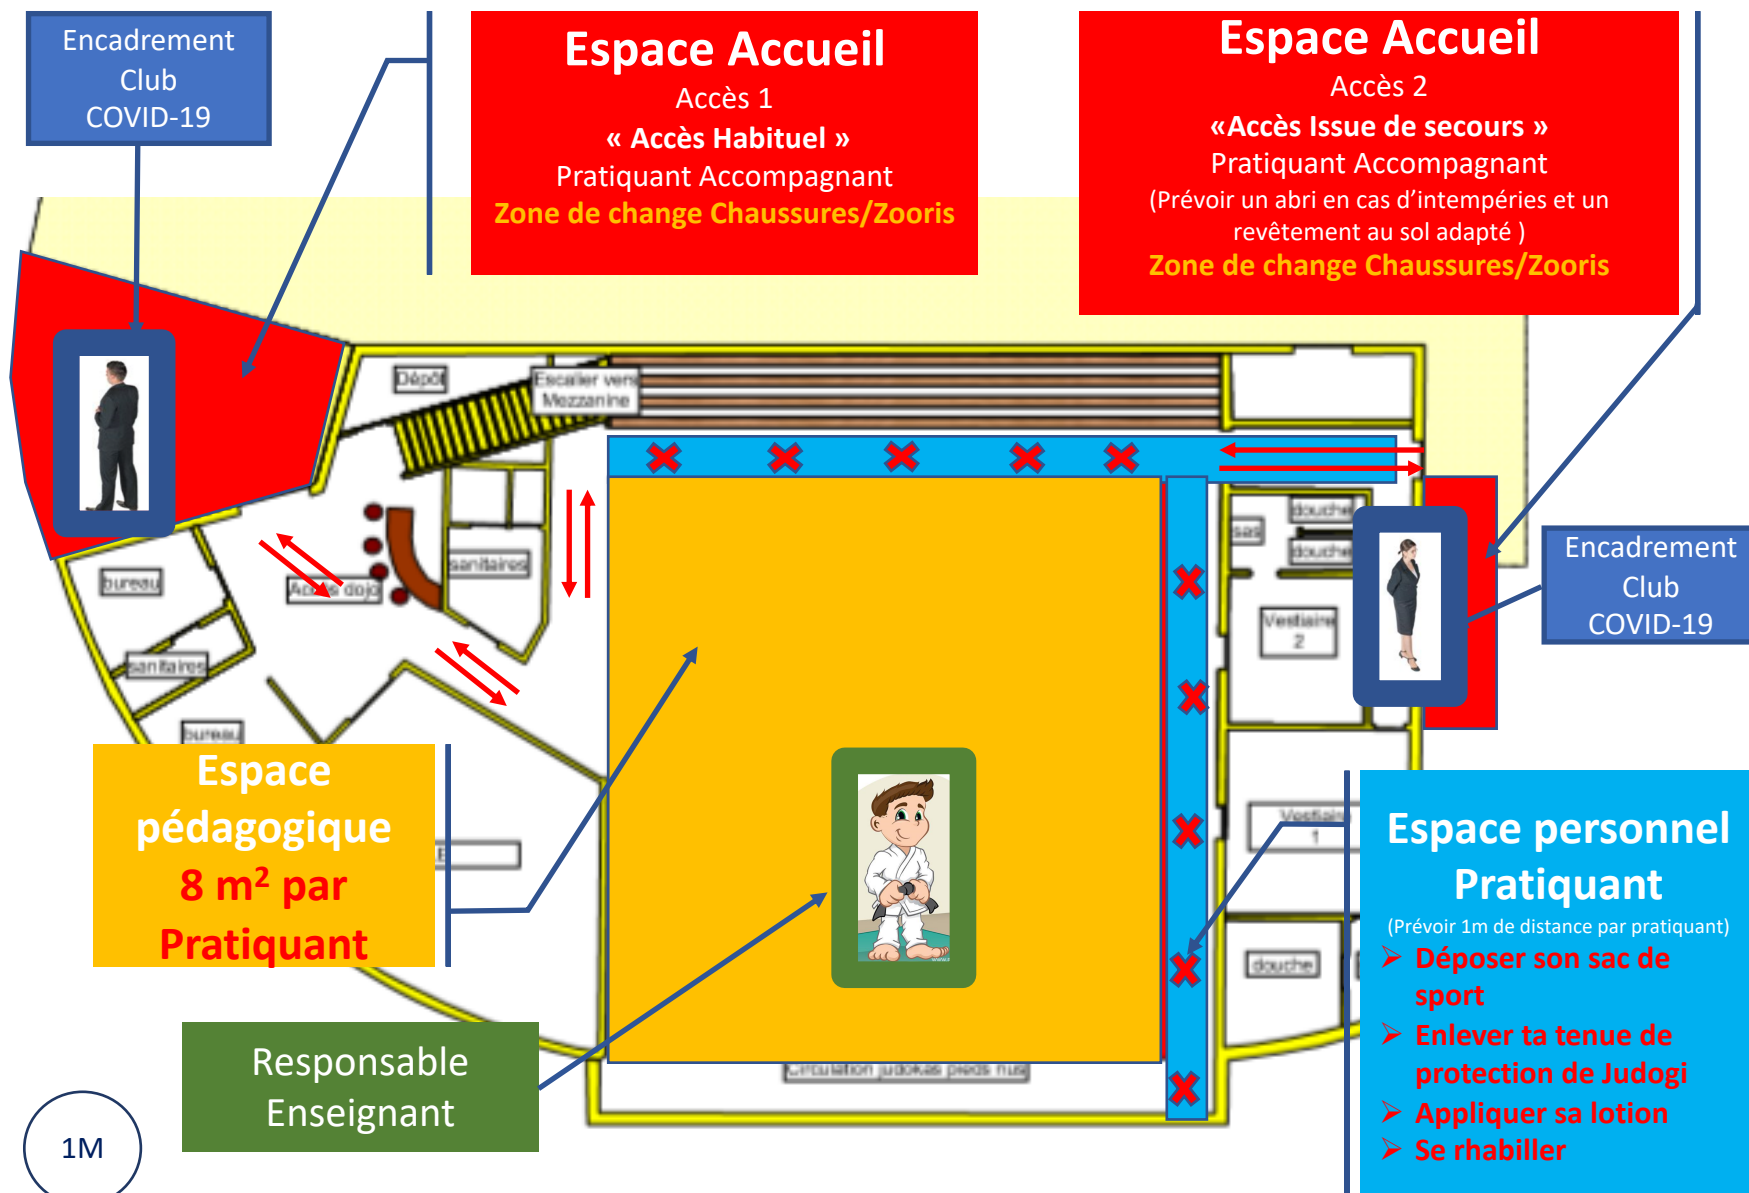 Encadrement
Club
COVID-19
Espace Accueil
Accès 1
« Accès Habituel »
Pratiquant Accompagnant
Zone de change Chaussures/Zooris
Espace Accueil
Accès 2
«Accès Issue de secours »
Pratiquant Accompagnant
(Prévoir un abri en cas d’intempéries et un
revêtement au sol adapté )
Zone de change Chaussures/Zooris
Dépôt
Escalier vers
Mezzanine
sanitaires
bureau
Accès dojo
sanitaires
bureau
douche
sas
douche
Vestiaire
2
Encadrement
Club
COVID-19
Espace
pédagogique
8 m² par
Pratiquant
Vestiaire
1
douche
Espace personnel
Pratiquant
(Prévoir 1m de distance par pratiquant)
➢ Déposer son sac de
sport
➢ Enlever ta tenue de
protection de Judogi
➢ Appliquer sa lotion
➢ Se rhabiller
Responsable
Enseignant
Circulation judokas pieds nus
1M